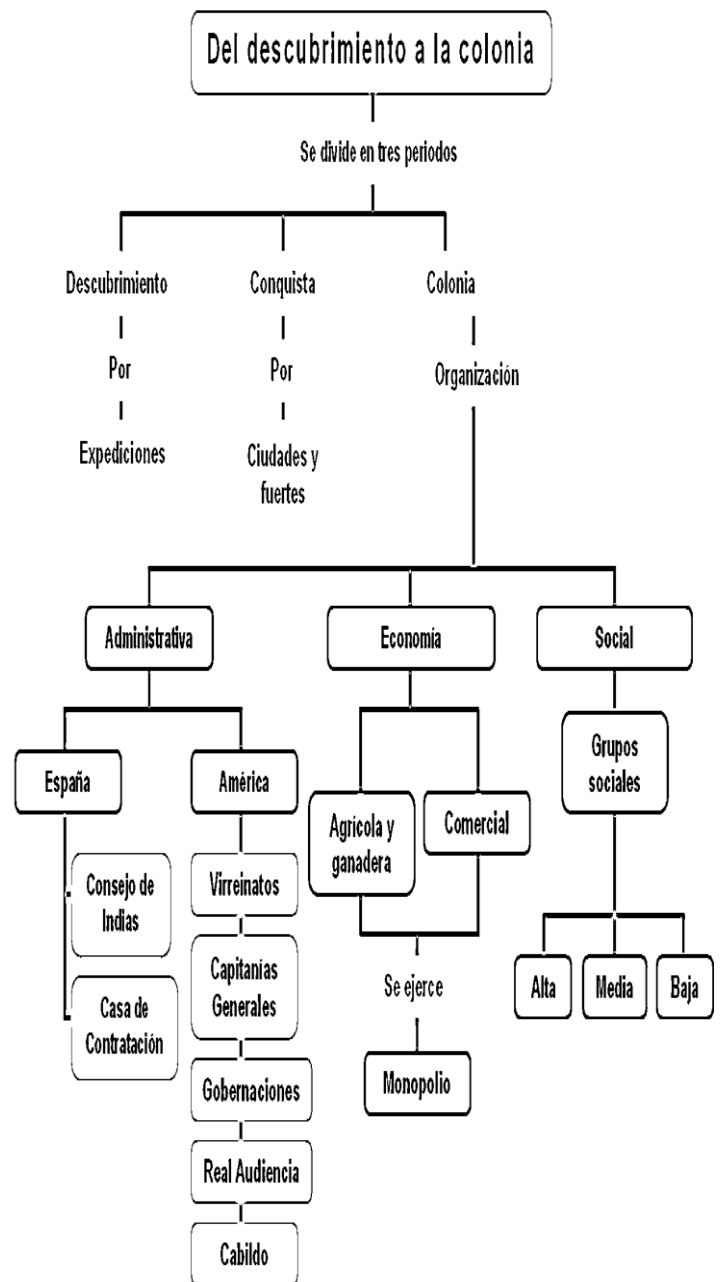 Del descubrimiento a la colonia
Se divide en tres periodos
Descubrimiento
Conquista
Colonia
Por
Por
Organización
Expediciones
Ciudades y
fuertes
Administrativa
Economía
Social
España
América
Agrícola y
ganadera
Comercial
Grupos
sociales
Consejo de
Indias
Virreinatos
Casa de
Contratación
Capitanías
Generales
Se ejerce
Alta
Media
Baja
Gobernaciones
Monopolio
Real Audiencia
Cabildo